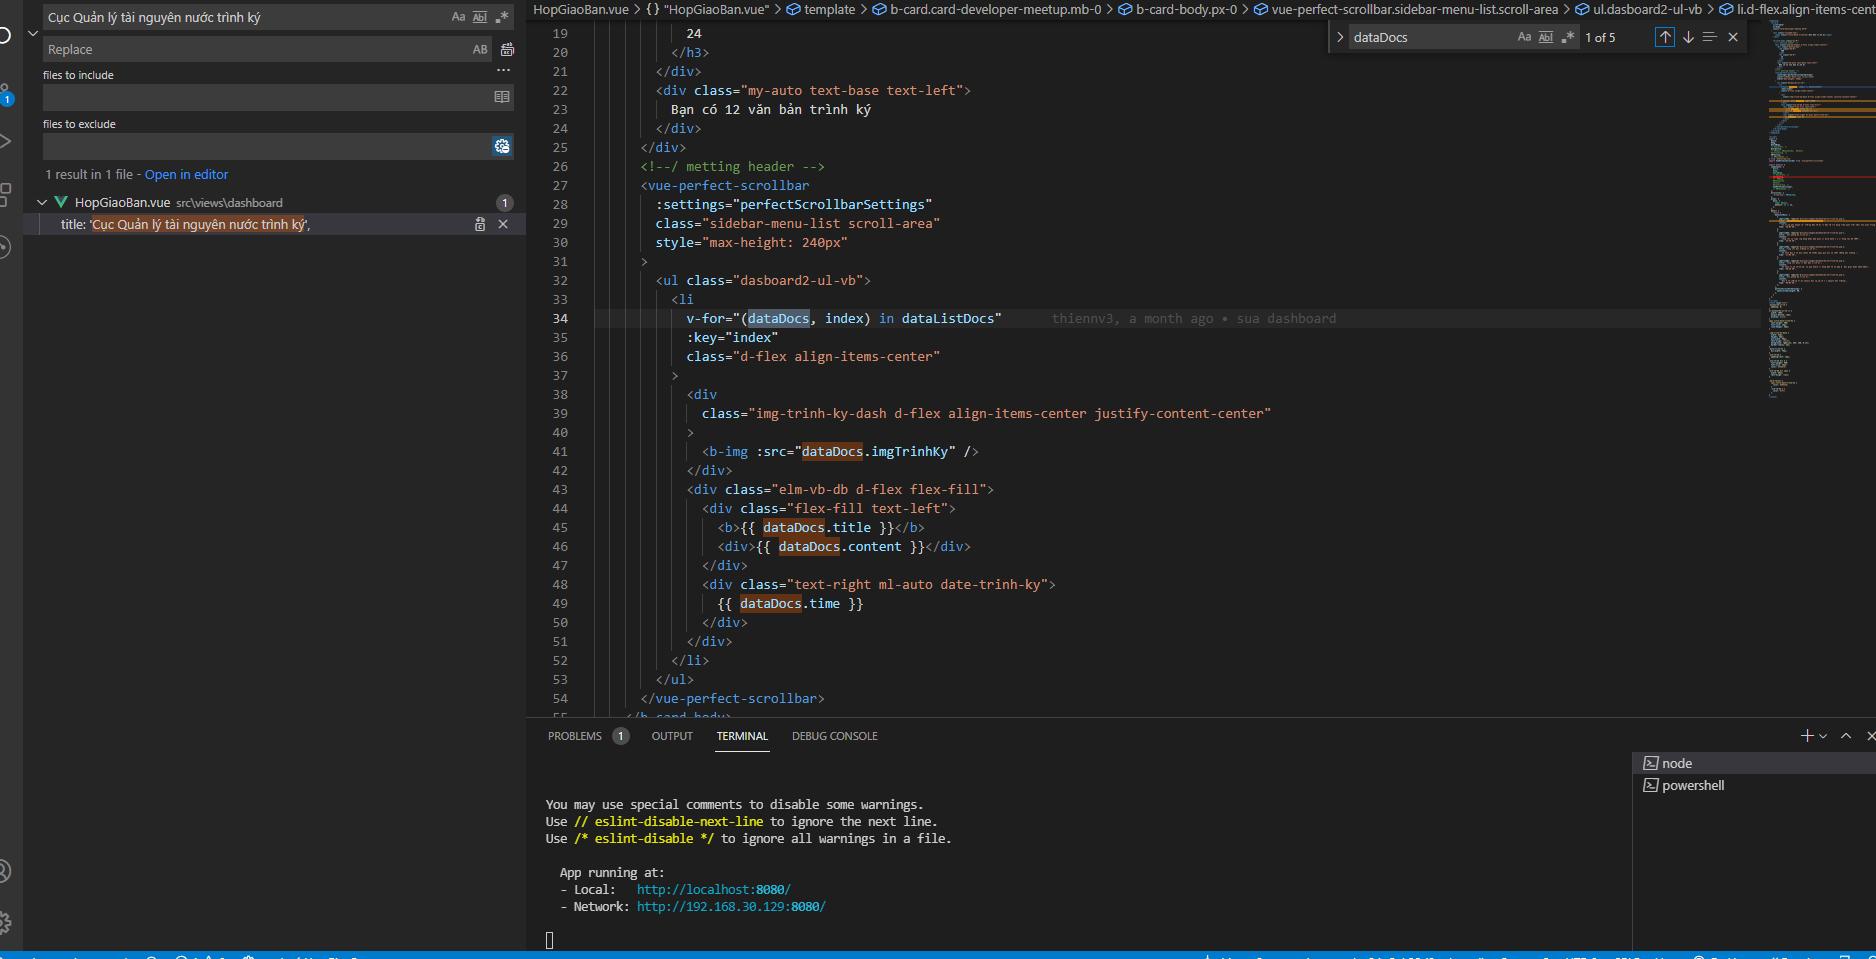 Cục Quản lý tài nguyên nước trình ký
Aa Abl .*
Replace
AB
files to include
files to exclude
1 result in 1 file - Open in editor
HopGiaoBan.vue src\views\dashboard
1
title: 'Cục Quản lý tài nguyên nước trình ký',
1
HopGiaoBan.vue > {} "HopGiaoBan.vue" > template > b-card.card-developer-meetup.mb-0 > b-card-body.px-0 > vue-perfect-scrollbar.sidebar-menu-list.scroll-area > ul.dasboard2-ul-vb > li.d-flex.align-items-cent
dataDocs
Aa Abl .*
1 of 5
19 24
20 </h3>
21 </div>
22 <div class="my-auto text-base text-left">
23 Bạn có 12 văn bản trình ký
24 </div>
25 </div>
26 <!--/ metting header -->
27 <vue-perfect-scrollbar
28 :settings="perfectScrollbarSettings"
29 class="sidebar-menu-list scroll-area"
30 style="max-height: 240px"
31 >
32 <ul class="dasboard2-ul-vb">
33 <li
34 v-for="(dataDocs, index) in dataListDocs" thiennv3, a month ago • sua dashboard
35 :key="index"
36 class="d-flex align-items-center"
37 >
38 <div
39 class="img-trinh-ky-dash d-flex align-items-center justify-content-center"
40 >
41 <b-img :src="dataDocs.imgTrinhKy" />
42 </div>
43 <div class="elm-vb-db d-flex flex-fill">
44 <div class="flex-fill text-left">
45 <b>{{ dataDocs.title }}</b>
46 <div>{{ dataDocs.content }}</div>
47 </div>
48 <div class="text-right ml-auto date-trinh-ky">
49 {{ dataDocs.time }}
50 </div>
51 </div>
52 </li>
53 </ul>
54 </vue-perfect-scrollbar>
55 </b-card-body>
PROBLEMS 1 OUTPUT TERMINAL DEBUG CONSOLE
node
powershell
You may use special comments to disable some warnings.
Use // eslint-disable-next-line to ignore the next line.
Use /* eslint-disable */ to ignore all warnings in a file.
App running at:
- Local: http://localhost:8080/
- Network: http://192.168.30.129:8080/